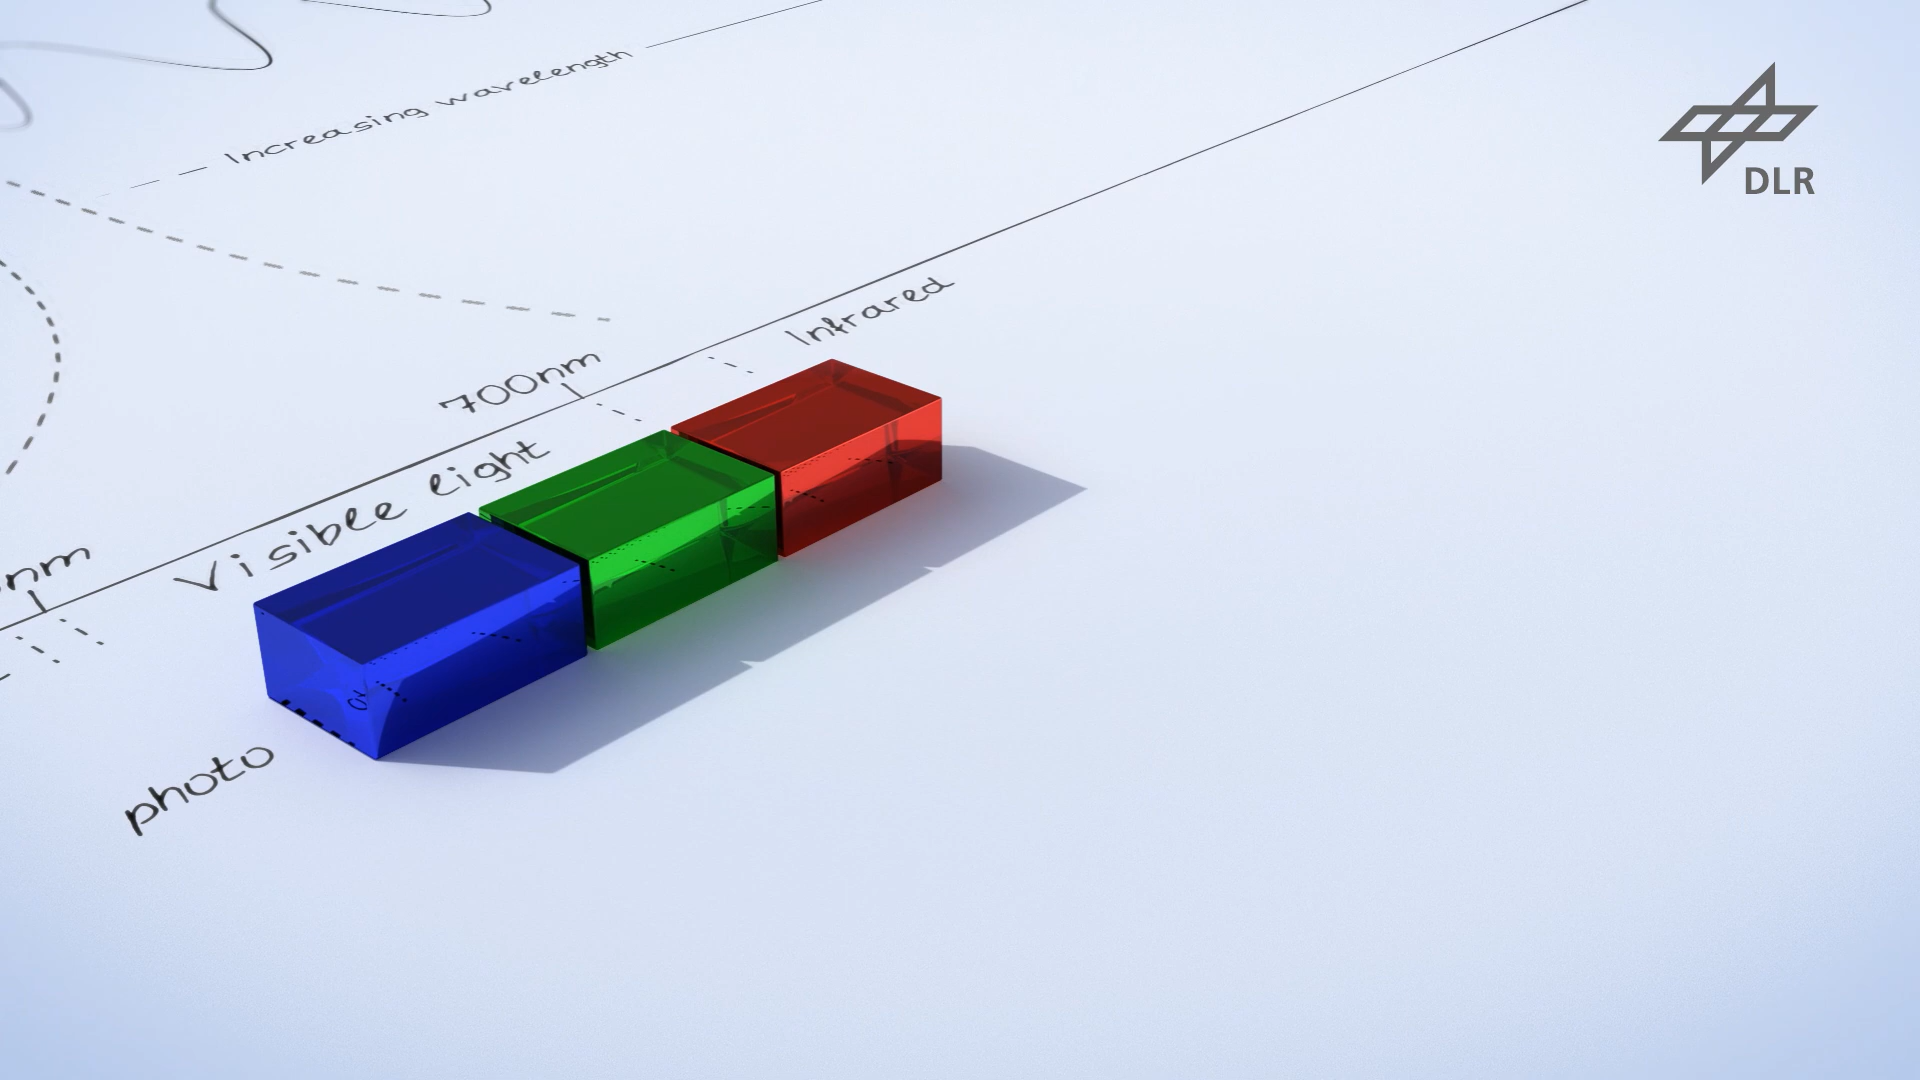 Increasing wavelength
DLR
Infrared
700nm
Visible light
nm
photo